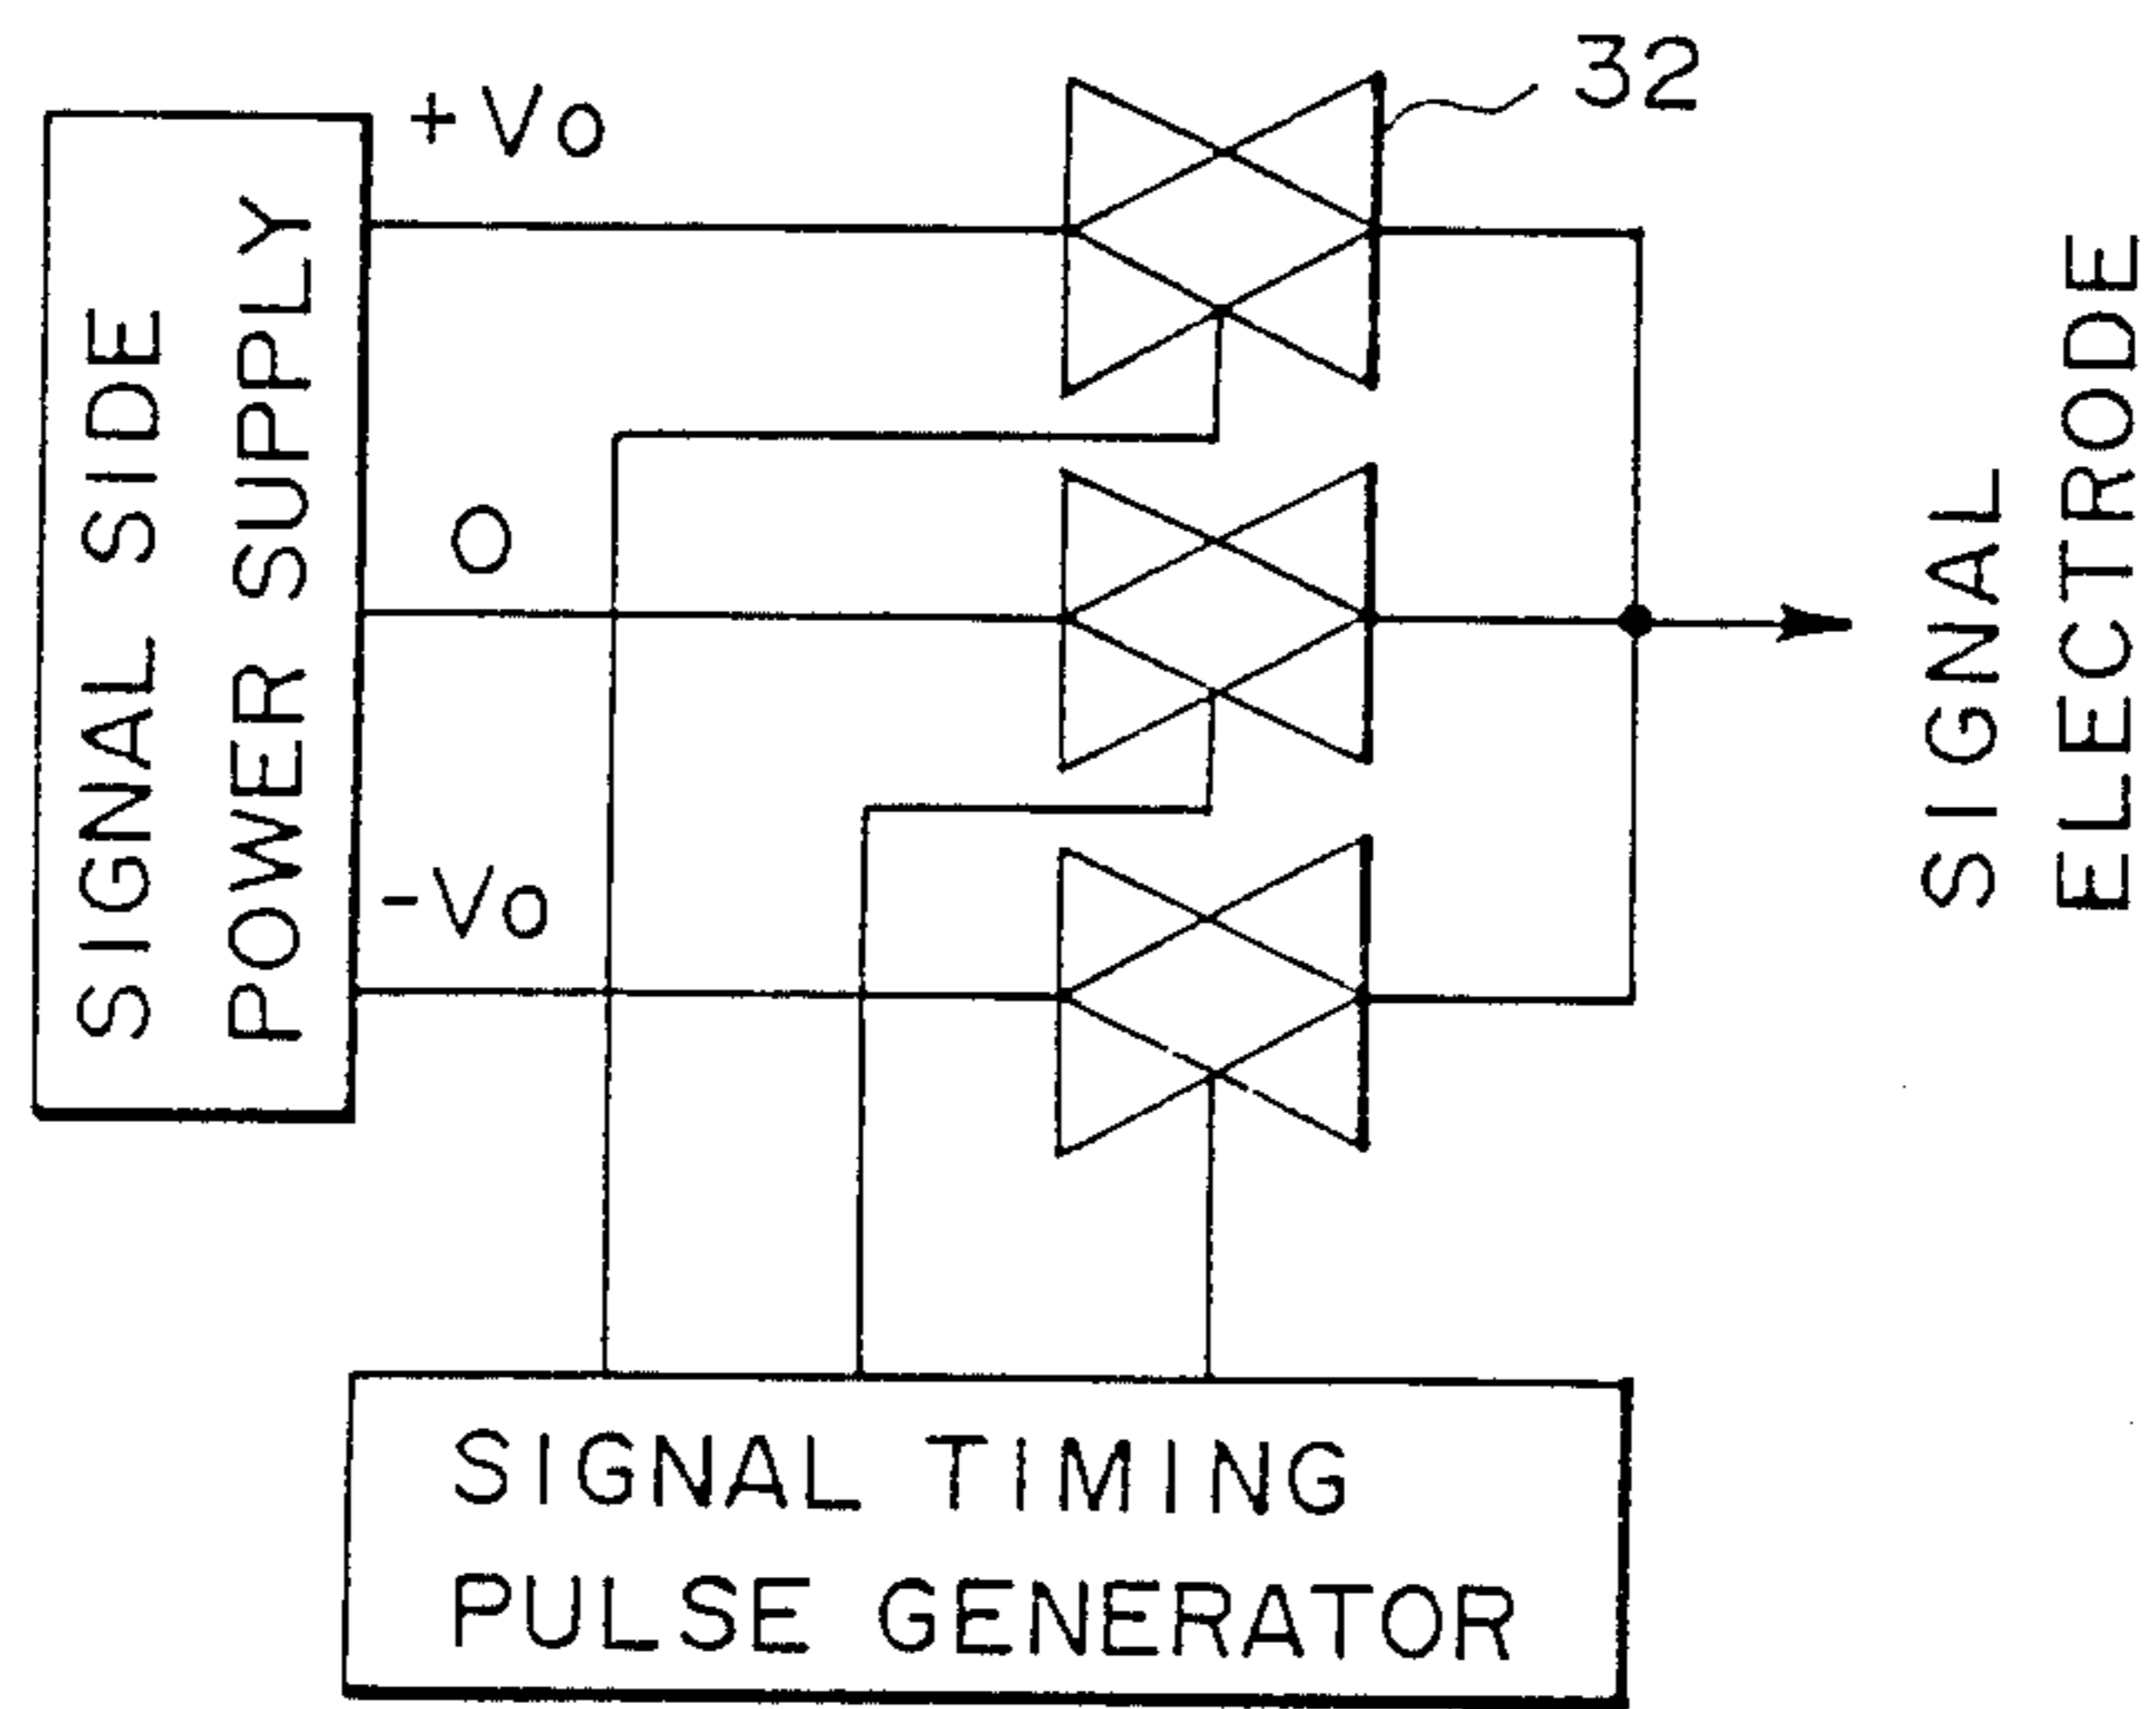 +Vo
32
SIGNAL SIDE
POWER SUPPLY
O
-Vo
SIGNAL
ELECTRODE
SIGNAL TIMING
PULSE GENERATOR